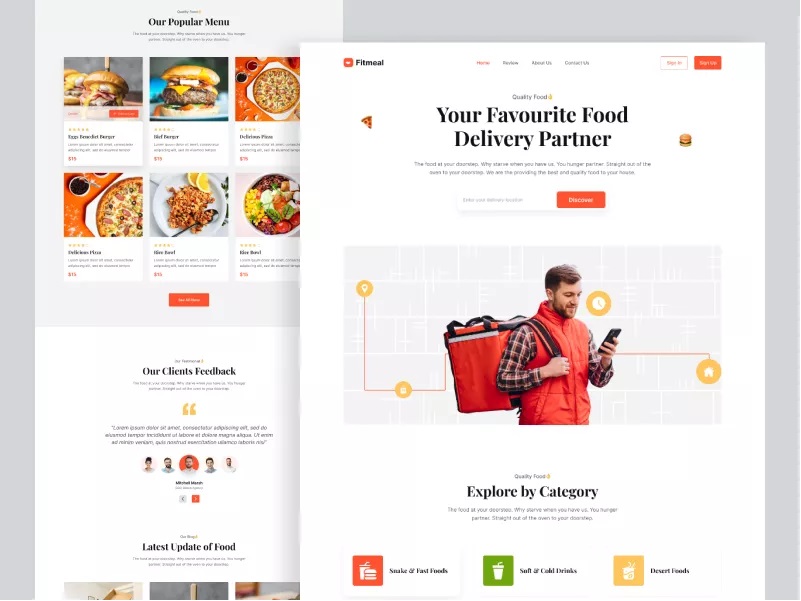 Quality Food
Our Popular Menu
The food at your doorstep. Why starve when you have us. You hunger
partner. Straight out of the oven to your doorstep.
Eggs Benedict Burger
Lorem ipsum dolor sit amet, consectetur
adipiscing elit, sed do eiusmod tempor
$15
Bief Burger
Lorem ipsum dolor sit amet, consectetur
adipiscing elit, sed do eiusmod tempor
$15
Delicious Pizza
Lorem ipsum dolor sit amet,
adipiscing elit, sed do eiusmod
$15
Delicious Pizza
Lorem ipsum dolor sit amet, consectetur
adipiscing elit, sed do eiusmod tempor
$15
Rice Bowl
Lorem ipsum dolor sit amet, consectetur
adipiscing elit, sed do eiusmod tempor
$15
Rice Bowl
Lorem ipsum dolor sit amet,
adipiscing elit, sed do eiusmod
$15
Our Testimonial
Our Clients Feedback
The food at your doorstep. Why starve when you have us. You hunger
partner. Straight out of the oven to your doorstep.
"Lorem ipsum dolor sit amet, consectetur adipiscing elit, sed do
eiusmod tempor incididunt ut labore et dolore magna aliqua. Ut enim
ad minim veniam, quis nostrud exercitation ullamco laboris nisi"
Mitchell Marsh
Our Blog
Latest Update of Food
The food at your doorstep. Why starve when you have us. You hunger
partner. Straight out of the oven to your doorstep.
Fitmeal
Home Review About Us Contact Us
Sign In Sign Up
Quality Food
Your Favourite Food
Delivery Partner
The food at your doorstep. Why starve when you have us. You hunger partner. Straight out of the
oven to your doorstep. We are the providing the best and quality food to your house.
Enter your delivery location Discover
Quality Food
Explore by Category
The food at your doorstep. Why starve when you have us. You hunger
partner. Straight out of the oven to your doorstep.
Snake & Fast Foods Soft & Cold Drinks Desert Foods